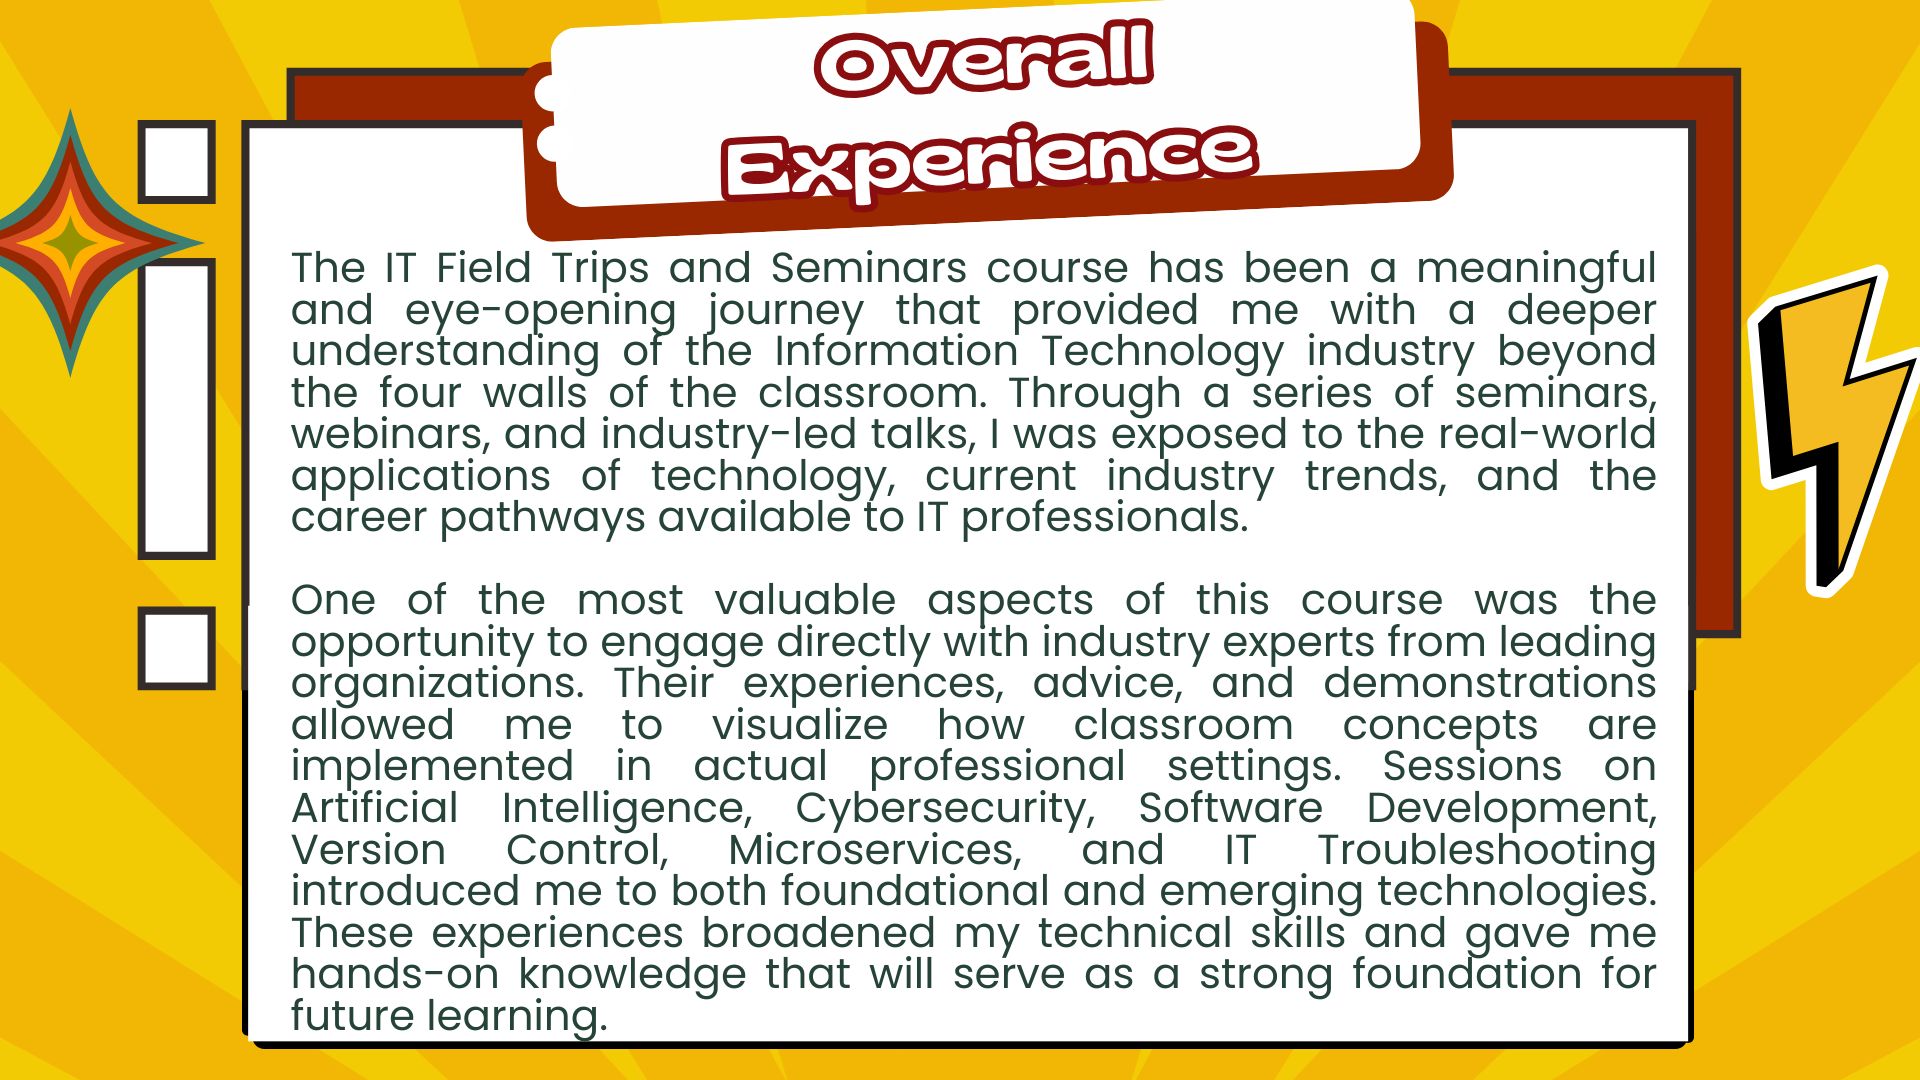 Overall
Experience
The IT Field Trips and Seminars course has been a meaningful
and eye-opening journey that provided me with a deeper
understanding of the Information Technology industry beyond
the four walls of the classroom. Through a series of seminars,
webinars, and industry-led talks, I was exposed to the real-world
applications of technology, current industry trends, and the
career pathways available to IT professionals.
One of the most valuable aspects of this course was the
opportunity to engage directly with industry experts from leading
organizations. Their experiences, advice, and demonstrations
allowed me to visualize how classroom concepts are
implemented in actual professional settings. Sessions on
Artificial Intelligence, Cybersecurity, Software Development,
Version Control, Microservices, and IT Troubleshooting
introduced me to both foundational and emerging technologies.
These experiences broadened my technical skills and gave me
hands-on knowledge that will serve as a strong foundation for
future learning.